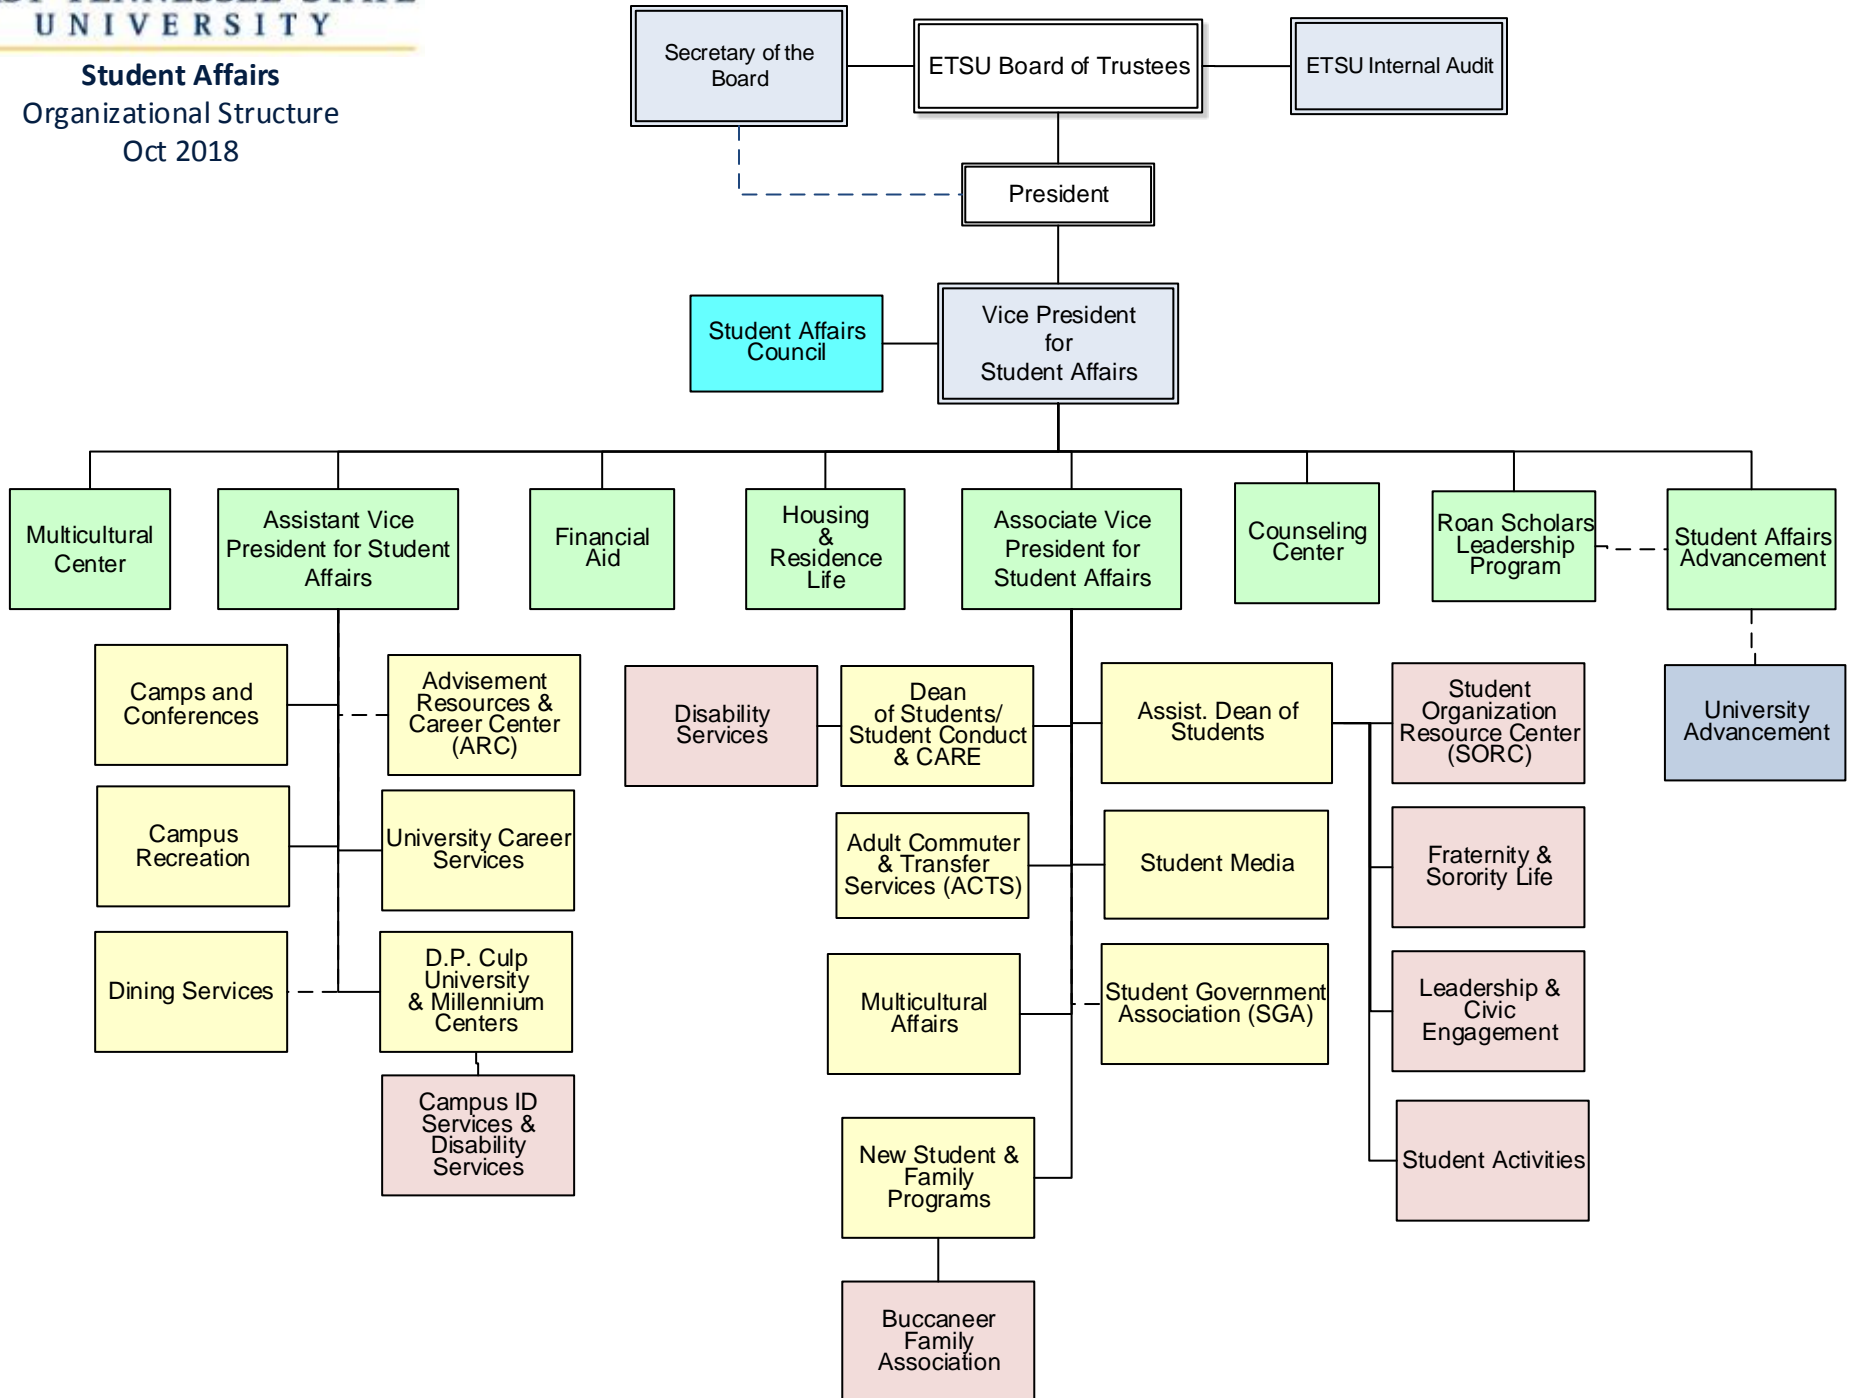 UNIVERSITY
Student Affairs
Organizational Structure
Oct 2018
Secretary of the
Board
ETSU Board of Trustees
ETSU Internal Audit
President
Student Affairs
Council
Vice President
for
Student Affairs
Multicultural
Center
Assistant Vice
President for Student
Affairs
Financial
Aid
Housing
&
Residence
Life
Associate Vice
President for
Student Affairs
Counseling
Center
Roan Scholars
Leadership
Program
Student Affairs
Advancement
Camps and
Conferences
Advisement
Resources &
Career Center
(ARC)
Disability
Services
Dean
of Students/
Student Conduct
& CARE
Assist. Dean of
Students
Student
Organization
Resource Center
(SORC)
University
Advancement
Campus
Recreation
University Career
Services
Adult Commuter
& Transfer
Services (ACTS)
Student Media
Fraternity &
Sorority Life
Dining Services
D.P. Culp
University
& Millennium
Centers
Multicultural
Affairs
Student Government
Association (SGA)
Leadership &
Civic
Engagement
Campus ID
Services &
Disability
Services
New Student &
Family
Programs
Student Activities
Buccaneer
Family
Association